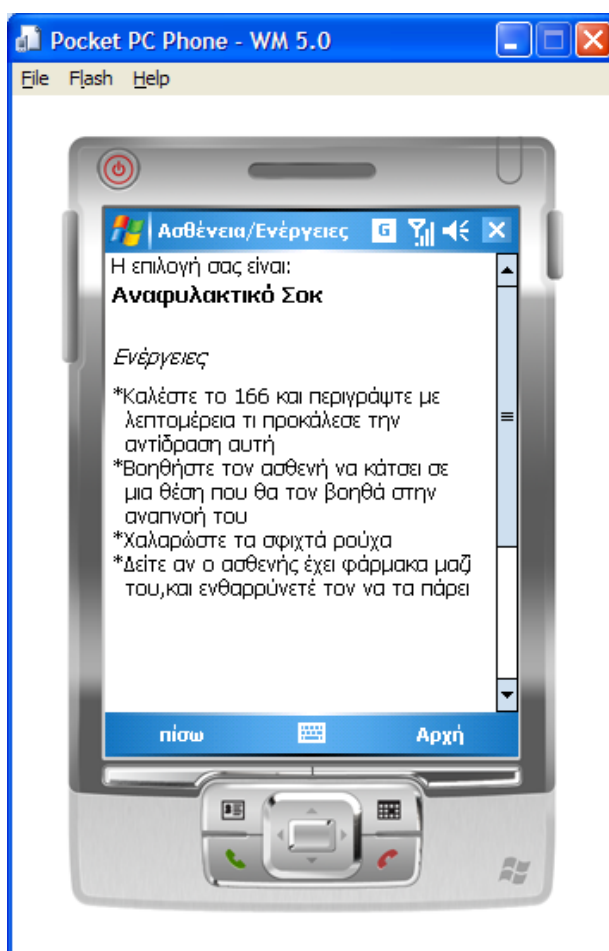 Pocket PC Phone - WM 5.0
File Flash Help
Ασθένεια/Ενέργειες G
Η επιλογή σας είναι:
Αναφυλακτικό Σοκ
Ενέργειες
*Καλέστε το 166 και περιγράψτε με
λεπτομέρεια τι προκάλεσε την
αντίδραση αυτή
*Βοηθήστε τον ασθενή να κάτσει σε
μια θέση που θα τον βοηθά στην
αναπνοή του
*Χαλαρώστε τα σφιχτά ρούχα
*Δείτε αν ο ασθενής έχει φάρμακα μαζί
του,και ενθαρρύνετέ τον να τα πάρει
πίσω Αρχή